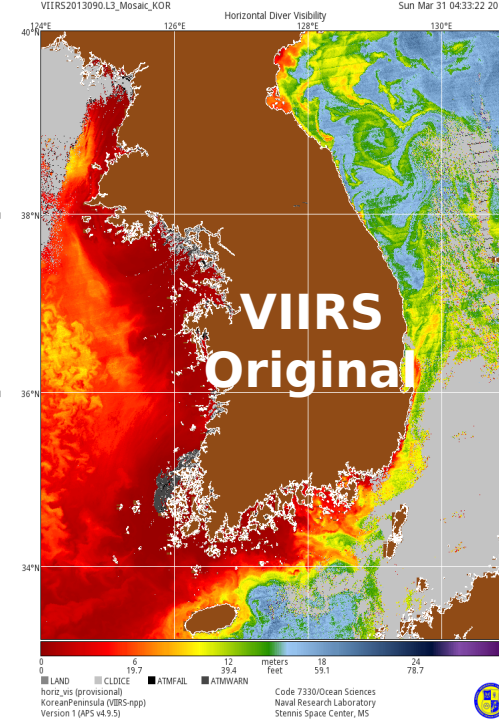 VIIRS2013090.L3_Mosaic_KOR
Sun Mar 31 04:33:22 20
Horizontal Diver Visibility
124°E 126°E 128°E 130°E
40°N
38°N
VIIRS
Original
36°N
34°N
0 6 12 meters 18 24
0 19.7 39.4 feet 59.1 78.7
LAND CLDICE ATMFAIL ATMWARN
horiz_vis (provisional)
KoreanPeninsula (VIIRS-npp)
Version 1 (APS v4.9.5)
Code 7330/Ocean Sciences
Naval Research Laboratory
Stennis Space Center, MS